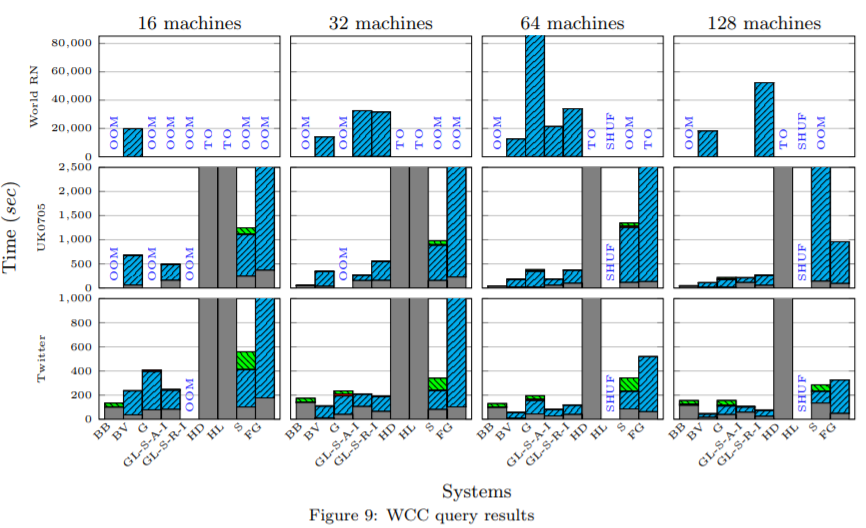 16 machines 32 machines 64 machines 128 machines
Time (sec)
World RN
80,000
60,000
40,000
20,000
0
OOM OOM OOM OOM TO TO OOM OOM
OOM OOM TO TO OOM OOM
OOM TO SHUF OOM TO
OOM TO SHUF OOM
UK0705
2,500
2,000
1,500
1,000
500
0
OOM OOM OOM
OOM
SHUF
SHUF
Twitter
1,000
800
600
400
200
0
OOM
SHUF
SHUF
BB BV G GL-S-A-I GL-S-R-I HD HL S FG
BB BV G GL-S-A-I GL-S-R-I HD HL S FG
BB BV G GL-S-A-I GL-S-R-I HD HL S FG
BB BV G GL-S-A-I GL-S-R-I HD HL S FG
Systems
Figure 9: WCC query results